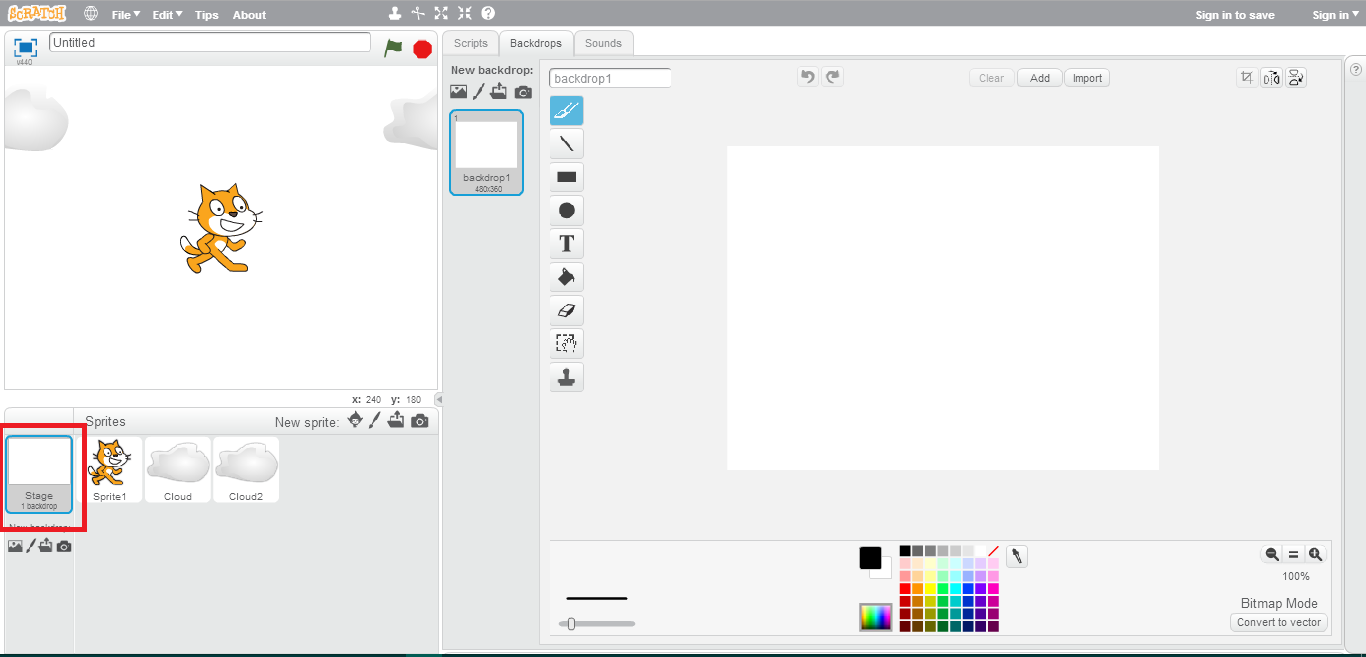 SCRATCH File Edit Tips About Sign in to save Sign in
v440
Untitled
Scripts Backdrops Sounds
New backdrop:
1
backdrop1
480x360
backdrop1
Clear Add Import
T
x: 240 y: 180
Sprites New sprite:
Stage
1 backdrop
Sprite1 Cloud Cloud2
New backdrop:
100%
Bitmap Mode
Convert to vector